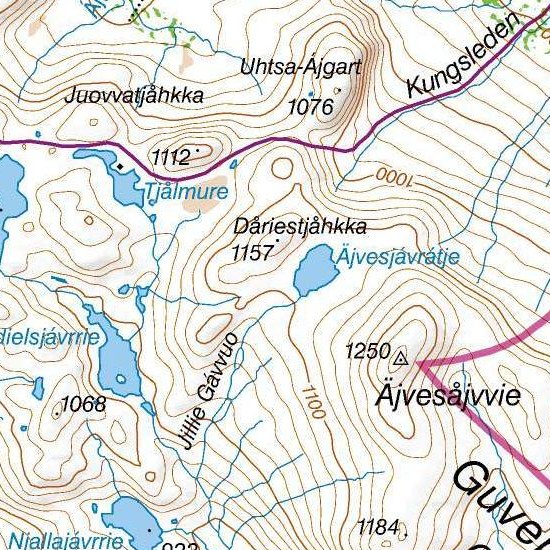 Kungsleden
Uhtsa-Ájgart
1076
Juovvatjåhkka
1112
1000
Tjålmure
Dåriestjåhkka
1157
Äjvesjávrátje
dielsjávrrie
1250
Jillie Gávvuo
1100
Äjvesåjvvie
1068
Guve
1184
Njallajávrrie